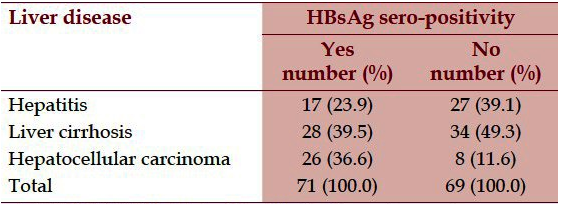 Liver disease HBsAg sero-positivity
Yes No
number (%) number (%)
Hepatitis 17 (23.9) 27 (39.1)
Liver cirrhosis 28 (39.5) 34 (49.3)
Hepatocellular carcinoma 26 (36.6) 8 (11.6)
Total 71 (100.0) 69 (100.0)